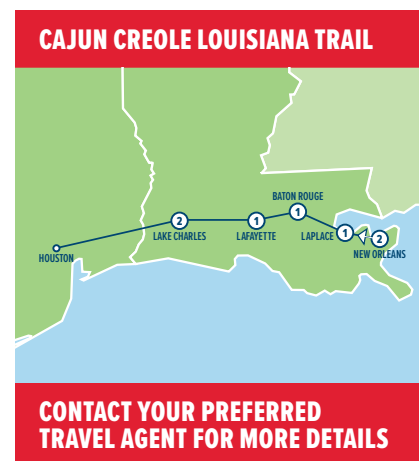 CAJUN CREOLE LOUISIANA TRAIL
BATON ROUGE
1
2
1
1
2
LAKE CHARLES
LAFAYETTE
LAPLACE
NEW ORLEANS
HOUSTON
CONTACT YOUR PREFERRED
TRAVEL AGENT FOR MORE DETAILS